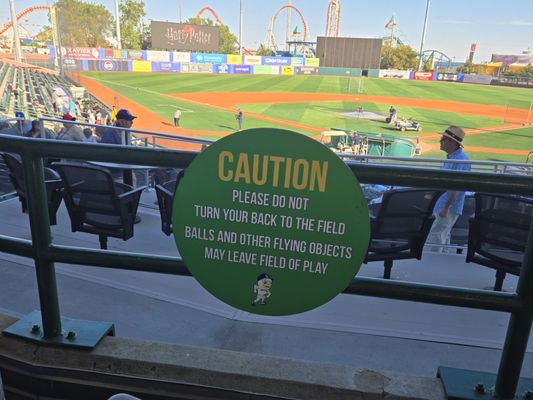 Harry Potter
XAVIER
CAUTION
PLEASE DO NOT
TURN YOUR BACK TO THE FIELD
BALLS AND OTHER FLYING OBJECTS
MAY LEAVE FIELD OF PLAY